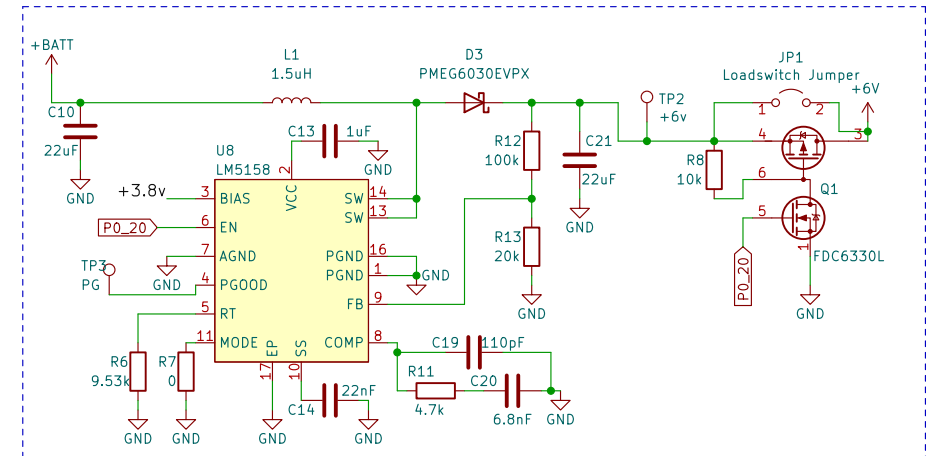 +BATT
L1
1.5uH
D3
PMEG6030EVPX
JP1
Loadswitch Jumper
+6V
1 2
TP2
+6v
C10
22uF
GND
C13 1uF
GND
U8
LM5158
2
VCC
R12
100k
C21
22uF
GND
4 3
R8
10k
6
Q1
5
FDC6330L
1
P0_20
GND
+3.8v
3 BIAS
SW 14
SW 13
P0_20
6 EN
7 AGND
GND
PGND 16
PGND 1
GND
TP3
PG
4 PGOOD
R13
20k
GND
FB 9
5 RT
11 MODE
COMP 8
EP
17
SS
10
R6
9.53k
GND
R7
0
GND
GND
C14 22nF
GND
C19 110pF
R11
4.7k
C20
6.8nF
GND